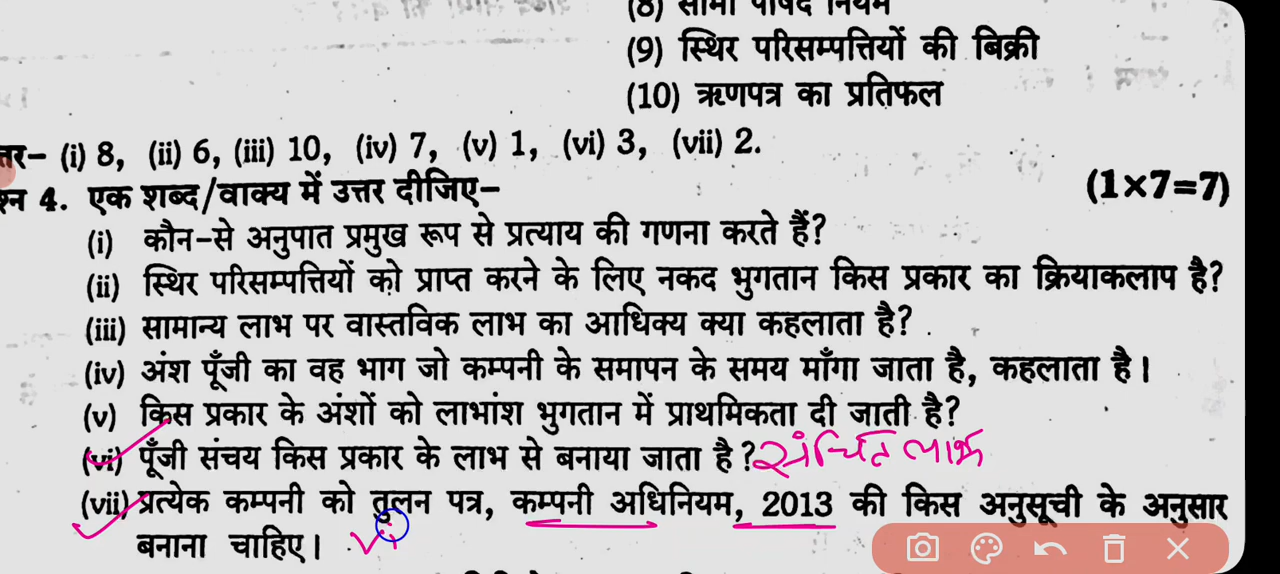 (8) सीमा पार्षद नियम
(9) स्थिर परिसम्पत्तियों की बिक्री
(10) ऋणपत्र का प्रतिफल
त्तर– (i) 8, (ii) 6, (iii) 10, (iv) 7, (v) 1, (vi) 3, (vii) 2.
श्न 4. एक शब्द/वाक्य में उत्तर दीजिए– (1×7=7)
(i) कौन-से अनुपात प्रमुख रूप से प्रत्याय की गणना करते हैं?
(ii) स्थिर परिसम्पत्तियों को प्राप्त करने के लिए नकद भुगतान किस प्रकार का क्रियाकलाप है?
(iii) सामान्य लाभ पर वास्तविक लाभ का आधिक्य क्या कहलाता है?
(iv) अंश पूँजी का वह भाग जो कम्पनी के समापन के समय माँगा जाता है, कहलाता है।
(v) किस प्रकार के अंशों को लाभांश भुगतान में प्राथमिकता दी जाती है?
(vi) पूँजी संचय किस प्रकार के लाभ से बनाया जाता है? संचित लाभ
(vii) प्रत्येक कम्पनी को तुलन पत्र, कम्पनी अधिनियम, 2013 की किस अनुसूची के अनुसार
बनाना चाहिए।